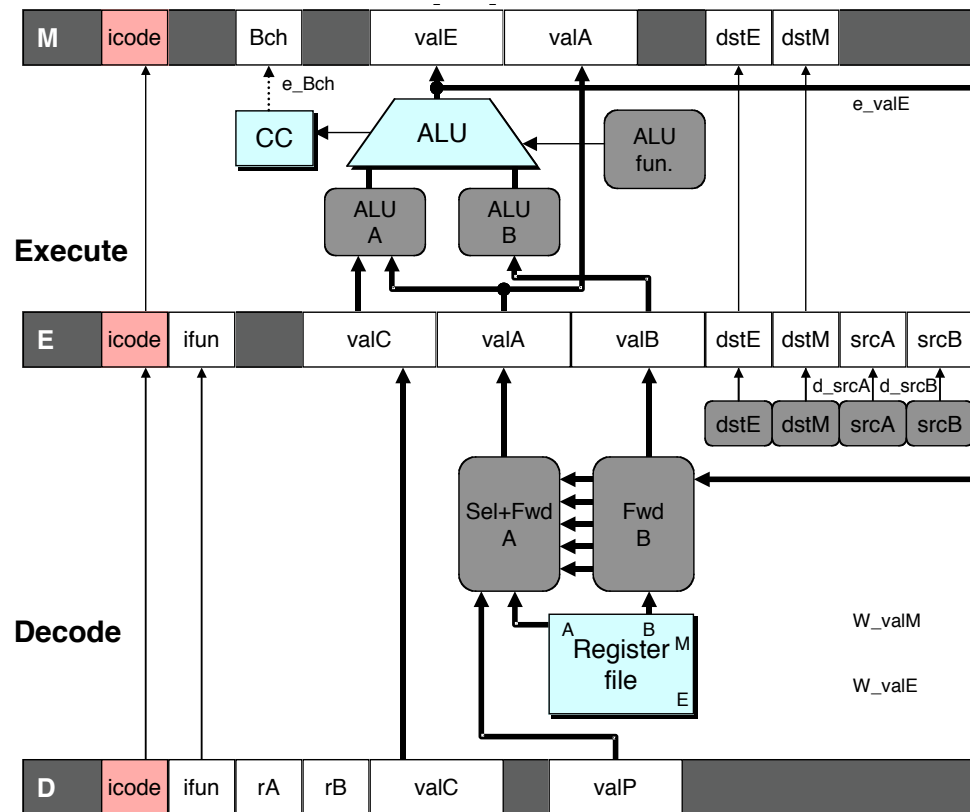 M icode Bch valE valA dstE dstM
e_Bch
e_valE
CC
ALU
ALU
fun.
ALU
A
ALU
B
Execute
E icode ifun valC valA valB dstE dstM srcA srcB
d_srcA d_srcB
dstE dstM srcA srcB
Sel+Fwd
A
Fwd
B
Decode
A B
M
Register
file
E
W_valM
W_valE
D icode ifun rA rB valC valP